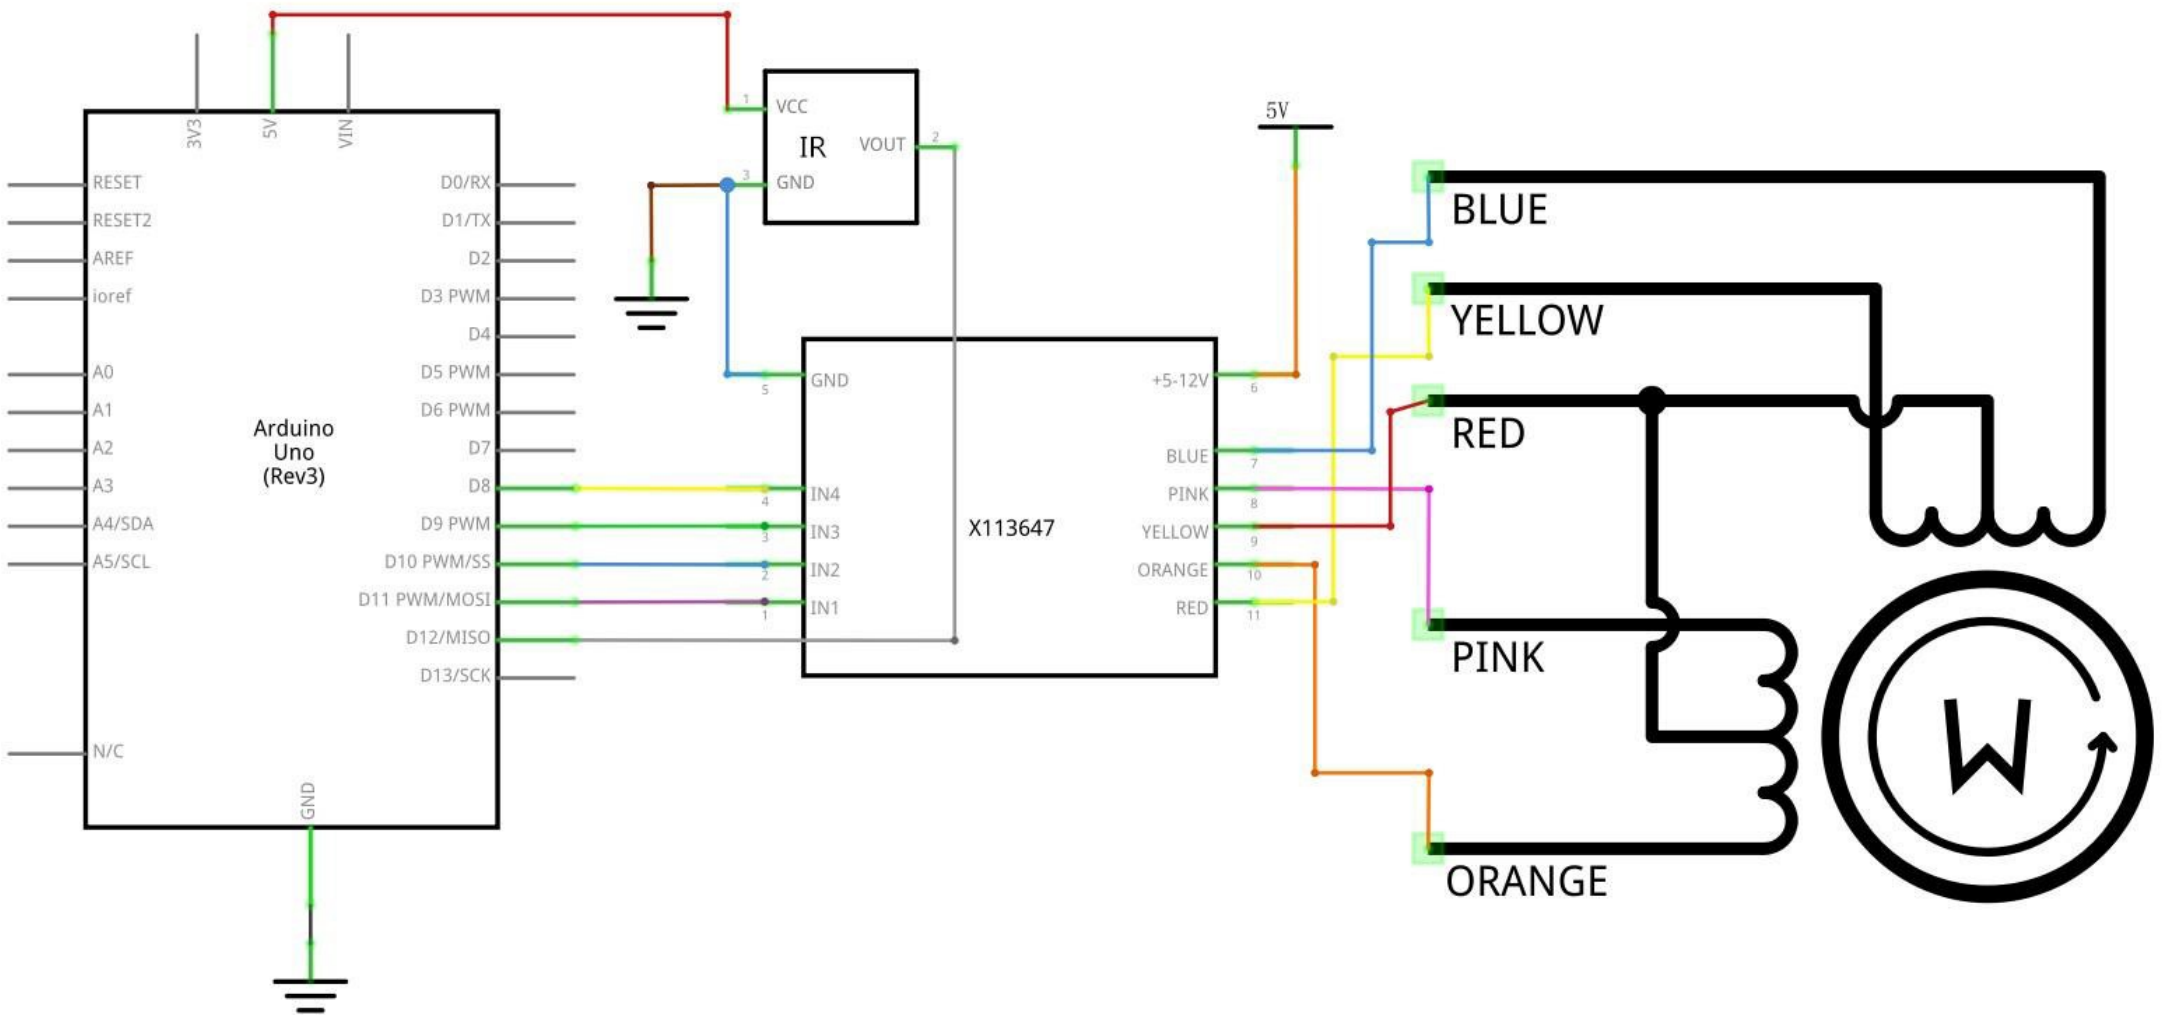 3V3
5V
VIN
RESET
RESET2
AREF
ioref
A0
A1
A2
A3
A4/SDA
A5/SCL
N/C
Arduino
Uno
(Rev3)
D0/RX
D1/TX
D2
D3 PWM
D4
D5 PWM
D6 PWM
D7
D8
D9 PWM
D10 PWM/SS
D11 PWM/MOSI
D12/MISO
D13/SCK
GND
1
VCC
IR
VOUT
2
3
GND
5
GND
4
IN4
3
IN3
2
IN2
1
IN1
X113647
5V
+5-12V
6
BLUE
7
PINK
8
YELLOW
9
ORANGE
10
RED
11
BLUE
YELLOW
RED
PINK
ORANGE
M